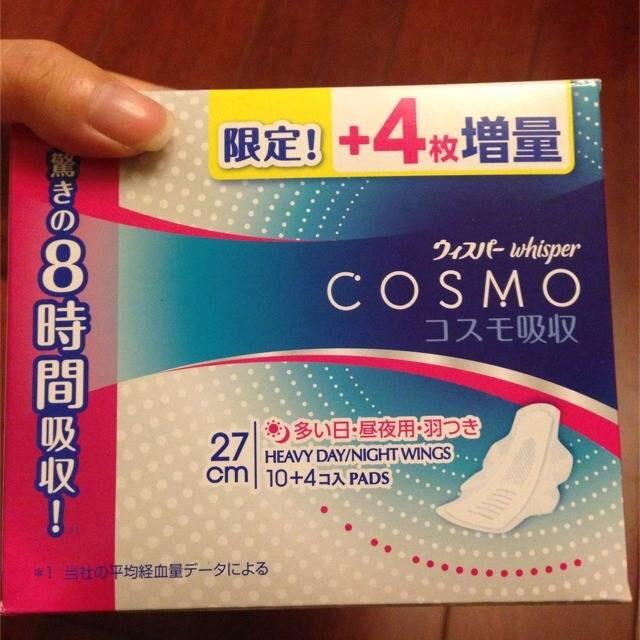 限定!
+4枚増量
驚きの8時間吸収!
ウィスパー whisper
COSMO
コスモ吸収
27
cm
多い日・昼夜用・羽つき
HEAVY DAY/NIGHT WINGS
10+4コ入 PADS
*1 当社の平均経血量データによる